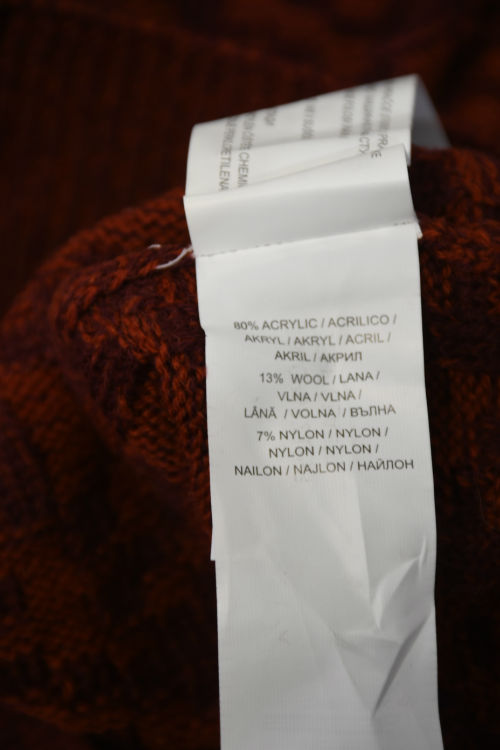 80% ACRYLIC / ACRILICO /
AKRYL / AKRYL / ACRIL /
AKRIL / АКРИЛ
13% WOOL / LANA /
VLNA / VLNA /
LÂNĂ / VOLNA / ВЪЛНА
7% NYLON / NYLON /
NYLON / NYLON /
NAILON / NAJLON / НАЙЛОН